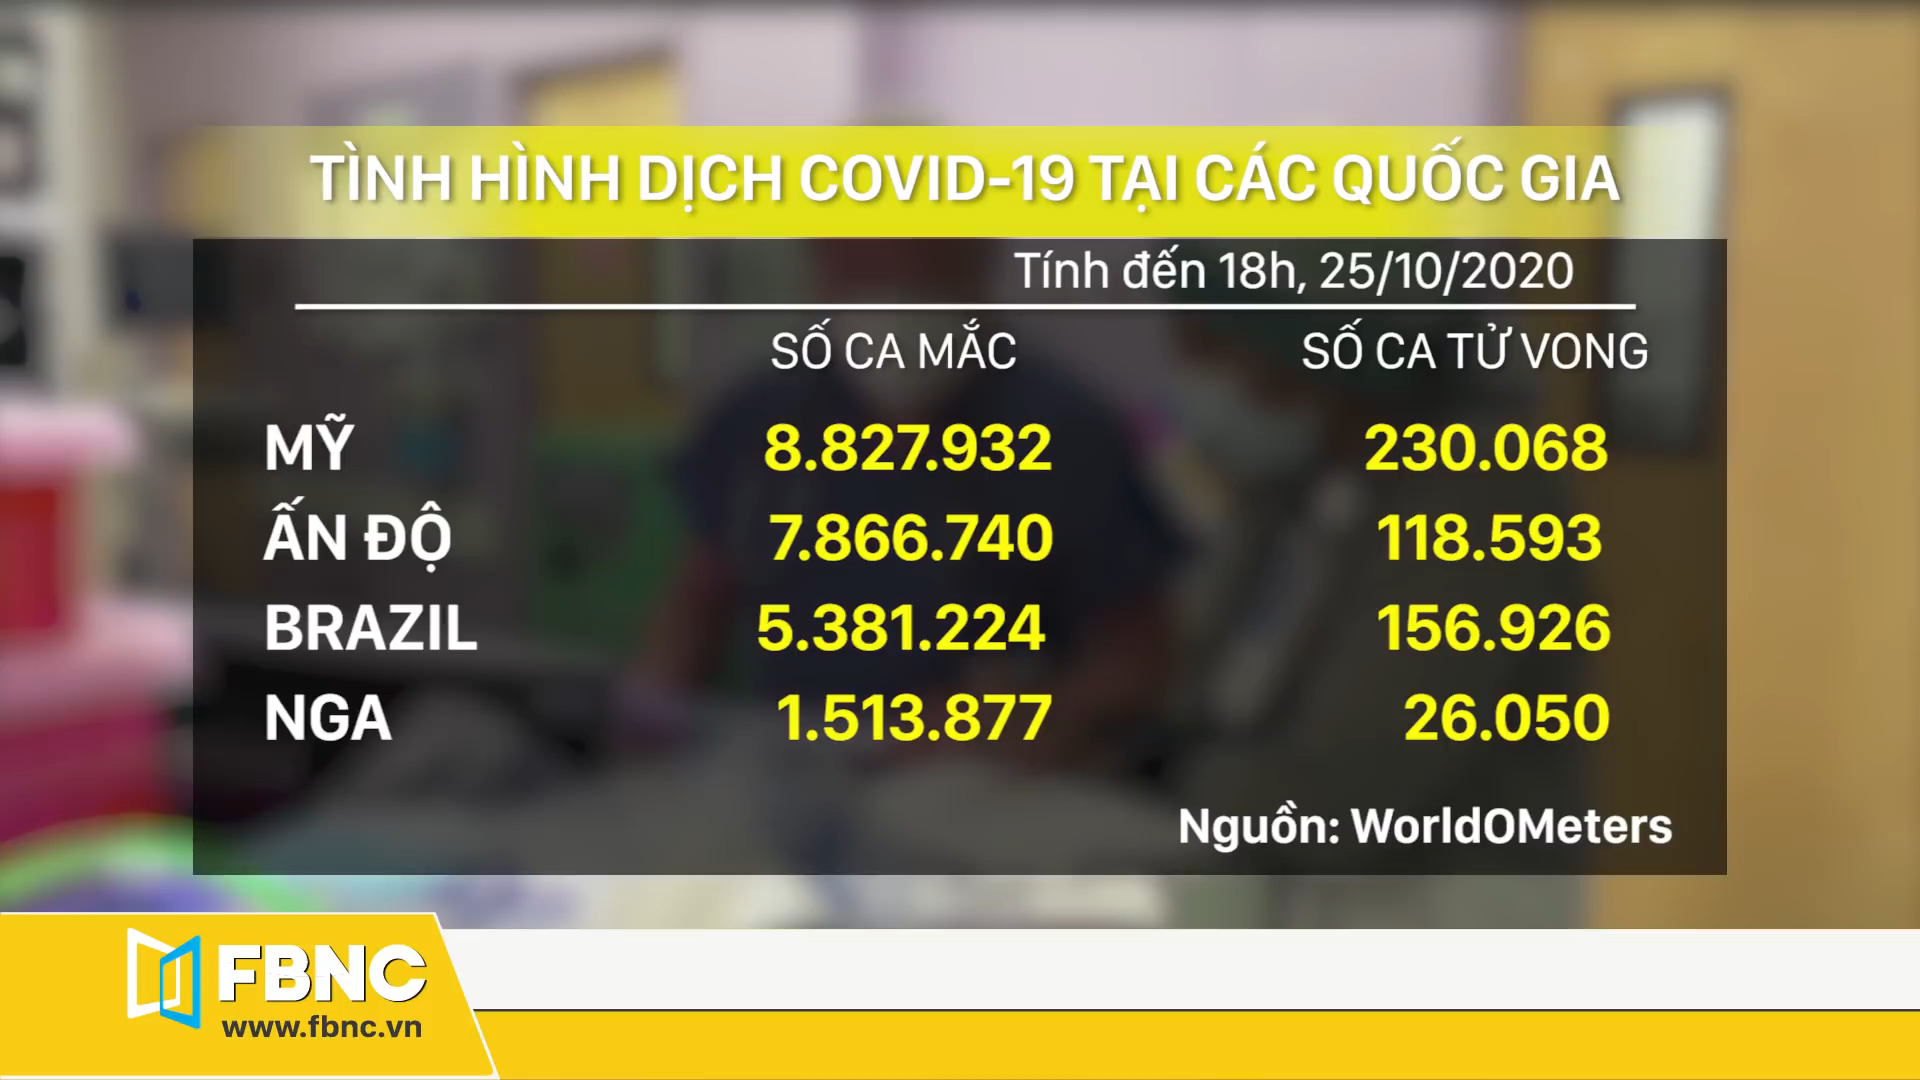 TÌNH HÌNH DỊCH COVID-19 TẠI CÁC QUỐC GIA
Tính đến 18h, 25/10/2020
SỐ CA MẮC SỐ CA TỬ VONG
MỸ 8.827.932 230.068
ẤN ĐỘ 7.866.740 118.593
BRAZIL 5.381.224 156.926
NGA 1.513.877 26.050
Nguồn: WorldOMeters
FBNC
www.fbnc.vn